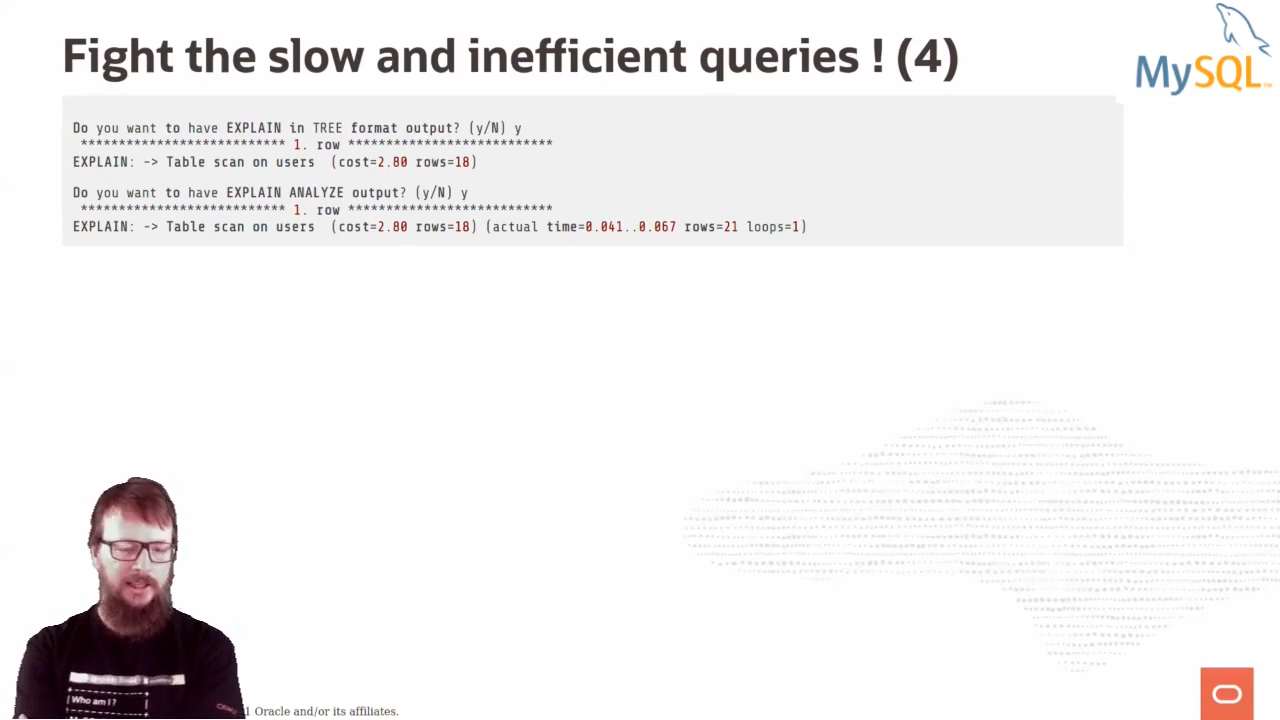 Fight the slow and inefficient queries ! (4)
MySQL™
Do you want to have EXPLAIN in TREE format output? (y/N) y
*************************** 1. row ***************************
EXPLAIN: -> Table scan on users  (cost=2.80 rows=18)
Do you want to have EXPLAIN ANALYZE output? (y/N) y
*************************** 1. row ***************************
EXPLAIN: -> Table scan on users  (cost=2.80 rows=18) (actual time=0.041..0.067 rows=21 loops=1)
Who am I?
1 Oracle and/or its affiliates.